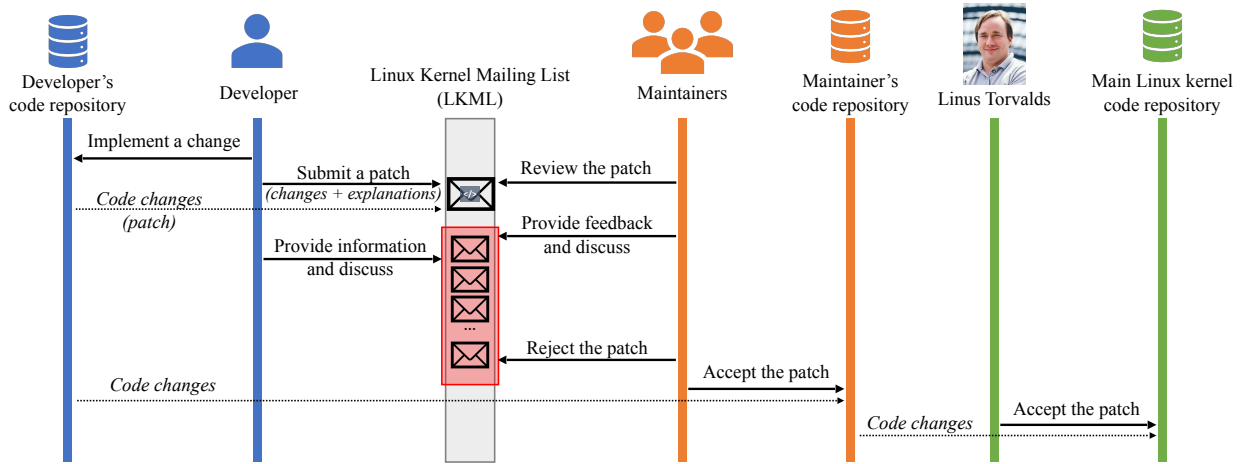 Developer's
code repository
Developer
Linux Kernel Mailing List
(LKML)
Maintainers
Maintainer's
code repository
Linus Torvalds
Main Linux kernel
code repository
Implement a change
Submit a patch
(changes + explanations)
Review the patch
</>
Code changes
(patch)
Provide feedback
and discuss
Provide information
and discuss
...
Reject the patch
Accept the patch
Code changes
Accept the patch
Code changes